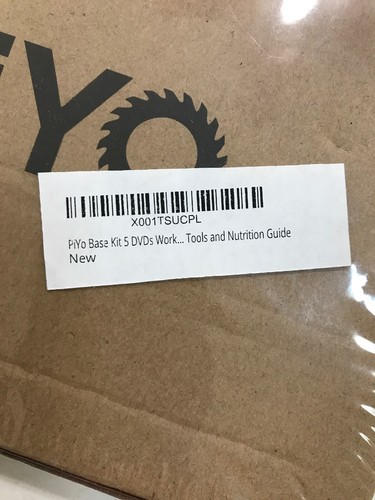 iYo
X001TSUCPL
PiYo Base Kit 5 DVDs Work... Tools and Nutrition Guide
New